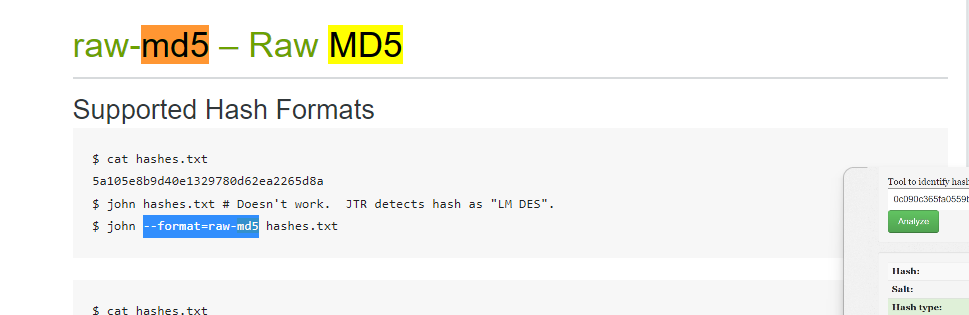 raw-md5 – Raw MD5
Supported Hash Formats
$ cat hashes.txt
5a105e8b9d40e1329780d62ea2265d8a
$ john hashes.txt # Doesn't work.  JTR detects hash as "LM DES".
$ john --format=raw-md5 hashes.txt
$ cat hashes.txt
Tool to identify hash
0c090c365fa0559
Analyze
Hash:
Salt:
Hash type: